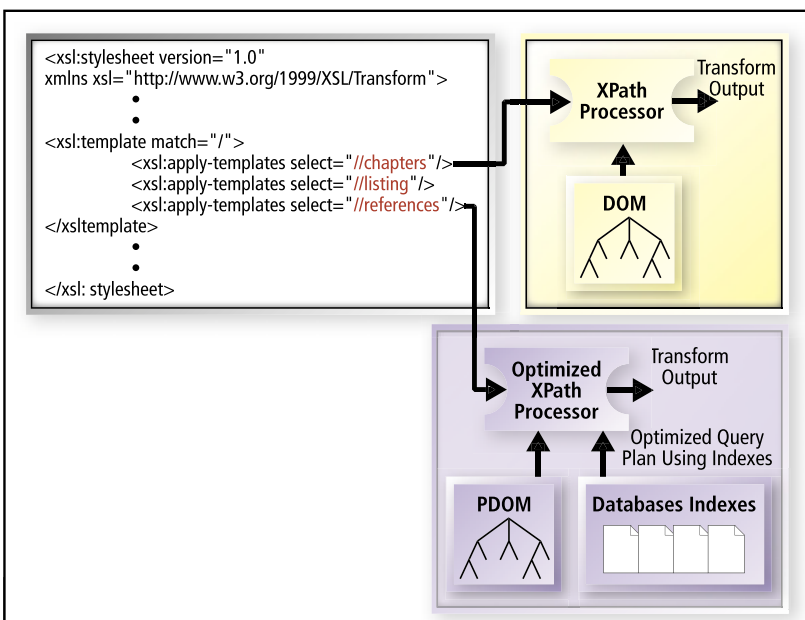 <xsl:stylesheet version="1.0"
xmlns xsl="http://www.w3.org/1999/XSL/Transform">
•
•
<xsl:template match="/">
<xsl:apply-templates select="//chapters"/>
<xsl:apply-templates select="//listing"/>
<xsl:apply-templates select="//references"/>
</xsltemplate>
•
•
</xsl: stylesheet>
XPath
Processor
Transform
Output
DOM
Optimized
XPath
Processor
Transform
Output
Optimized Query
Plan Using Indexes
PDOM
Databases Indexes